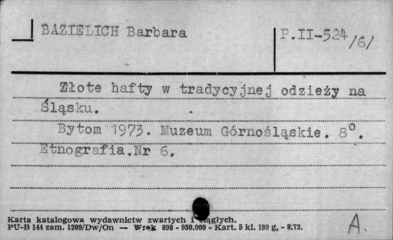 BAZIELICH Barbara
P.II-524/6/
Złote hafty w tradycyjnej odzieży na
Śląsku.
Bytom 1973. Muzeum Górnośląskie. 8°.
Etnografia.Nr 6.
Karta katalogowa wydawnictw zwartych i ciągłych.
PU-B 144 zam. 1209/Dw/On — Wrsk 898 - 950.000 - Kart. 5 kl. 180 g, - 8.72.
A.